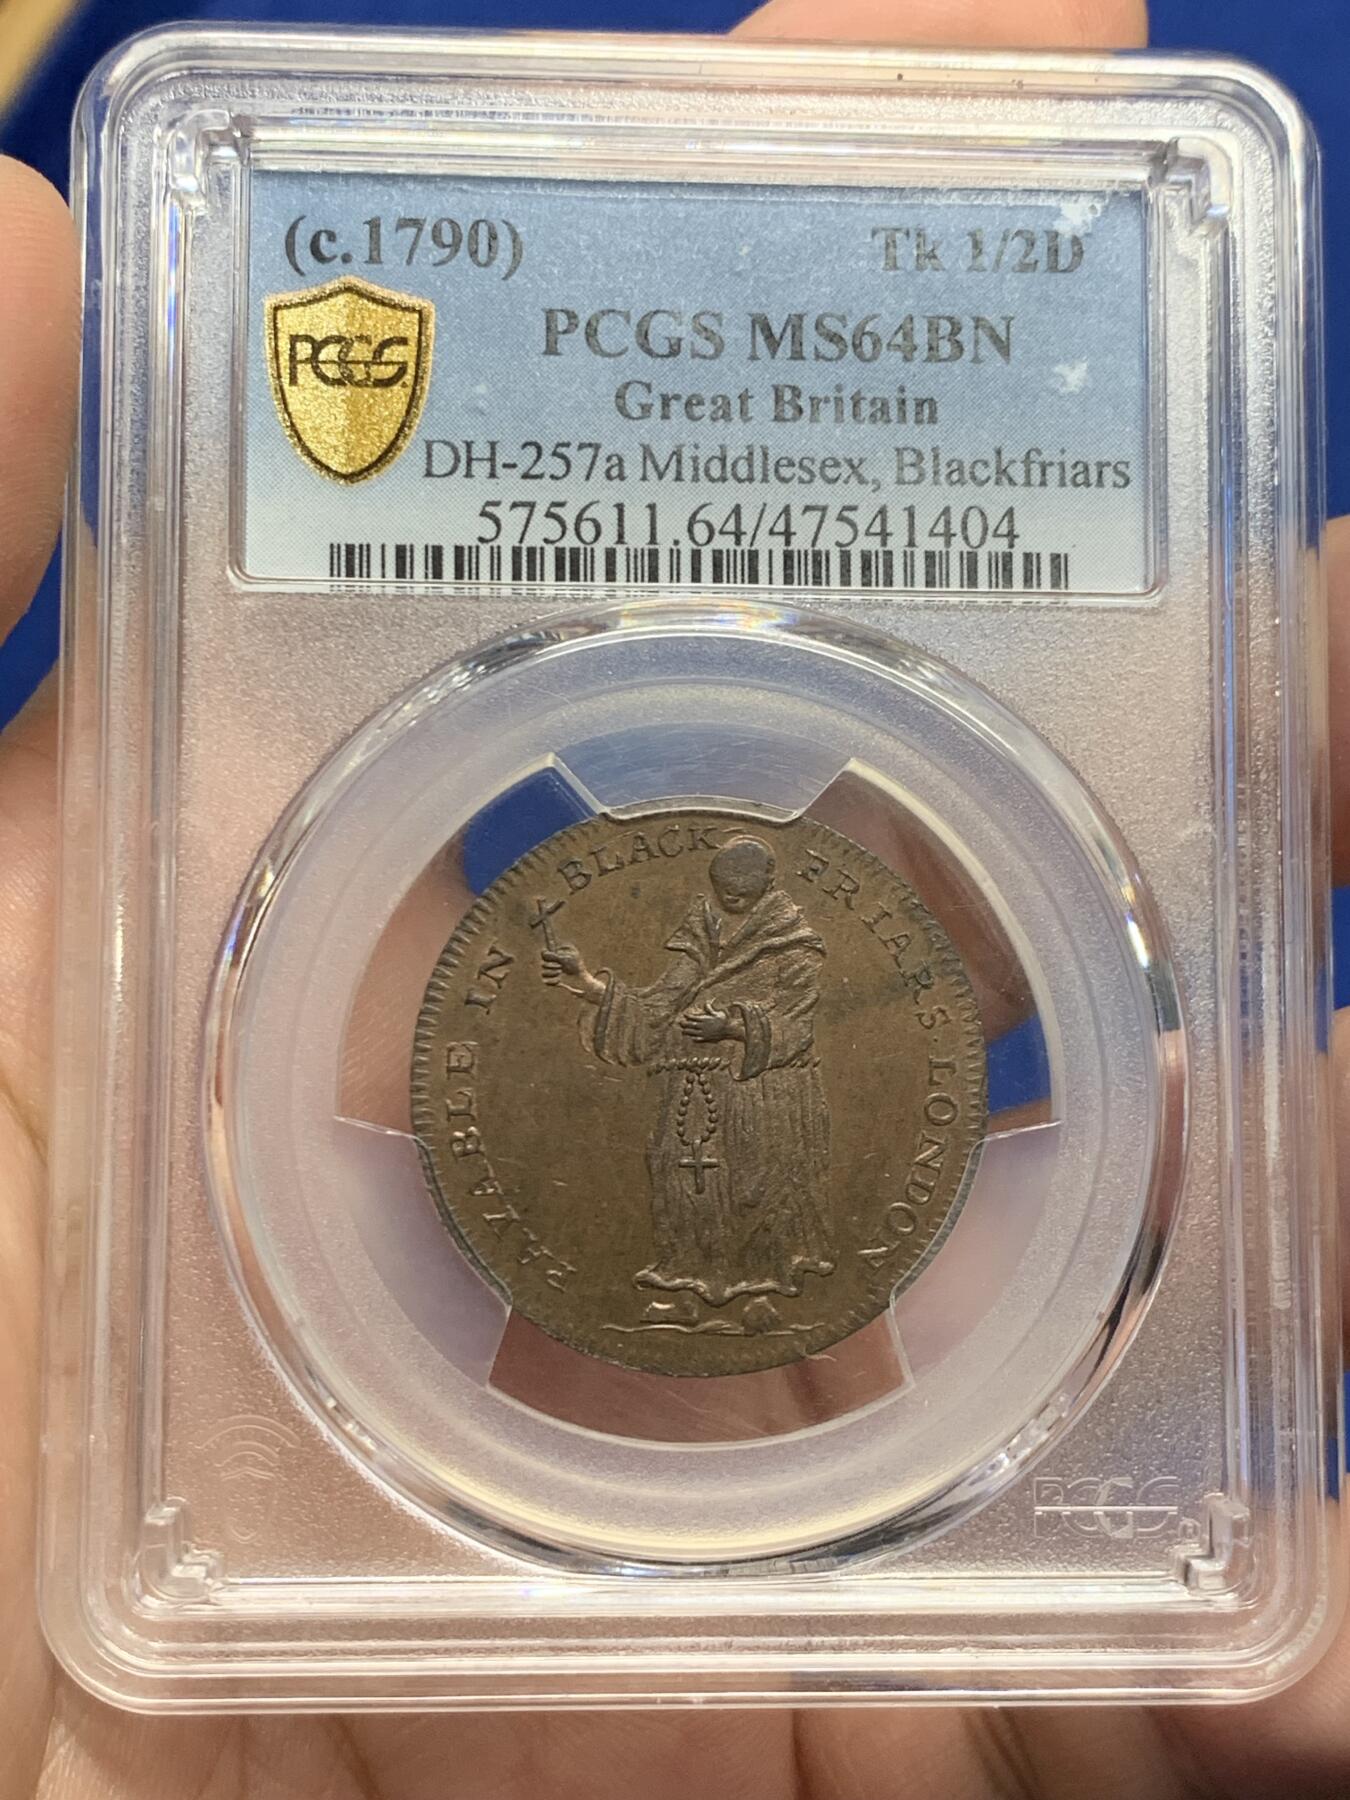 (c.1790) Tk 1/2D
PCGS MS64BN
PCGS
Great Britain
DH-257a Middlesex, Blackfriars
575611.64/47541404
PAYABLE IN BLACK FRIARS. LONDON
PCGS